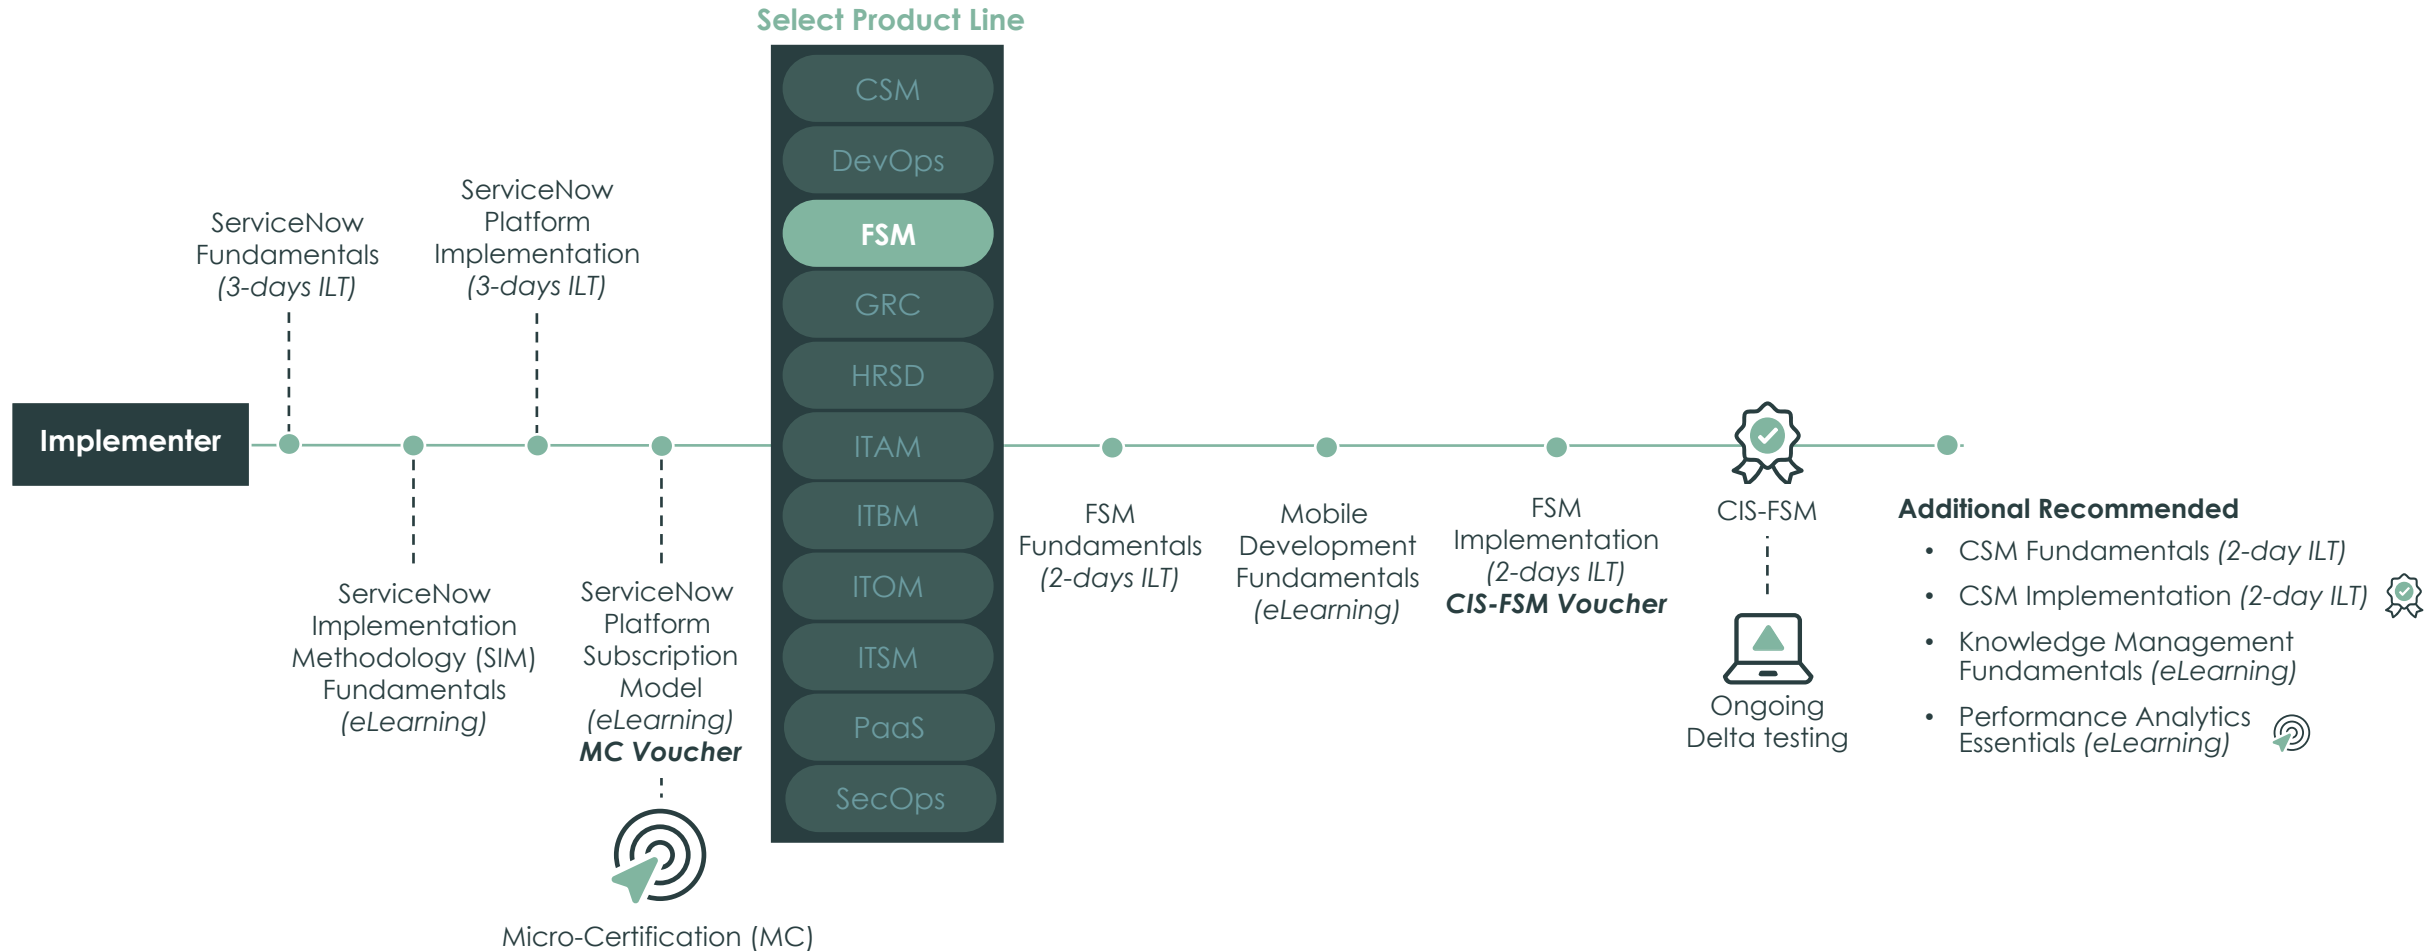 Select Product Line
CSM
DevOps
FSM
GRC
HRSD
ITAM
ITBM
ITOM
ITSM
PaaS
SecOps
Implementer
ServiceNow
Fundamentals
(3-days ILT)
ServiceNow
Implementation
Methodology (SIM)
Fundamentals
(eLearning)
ServiceNow
Platform
Implementation
(3-days ILT)
ServiceNow
Platform
Subscription
Model
(eLearning)
MC Voucher
Micro-Certification (MC)
FSM
Fundamentals
(2-days ILT)
Mobile
Development
Fundamentals
(eLearning)
FSM
Implementation
(2-days ILT)
CIS-FSM Voucher
CIS-FSM
Ongoing
Delta testing
Additional Recommended
• CSM Fundamentals (2-day ILT)
• CSM Implementation (2-day ILT)
• Knowledge Management
Fundamentals (eLearning)
• Performance Analytics
Essentials (eLearning)